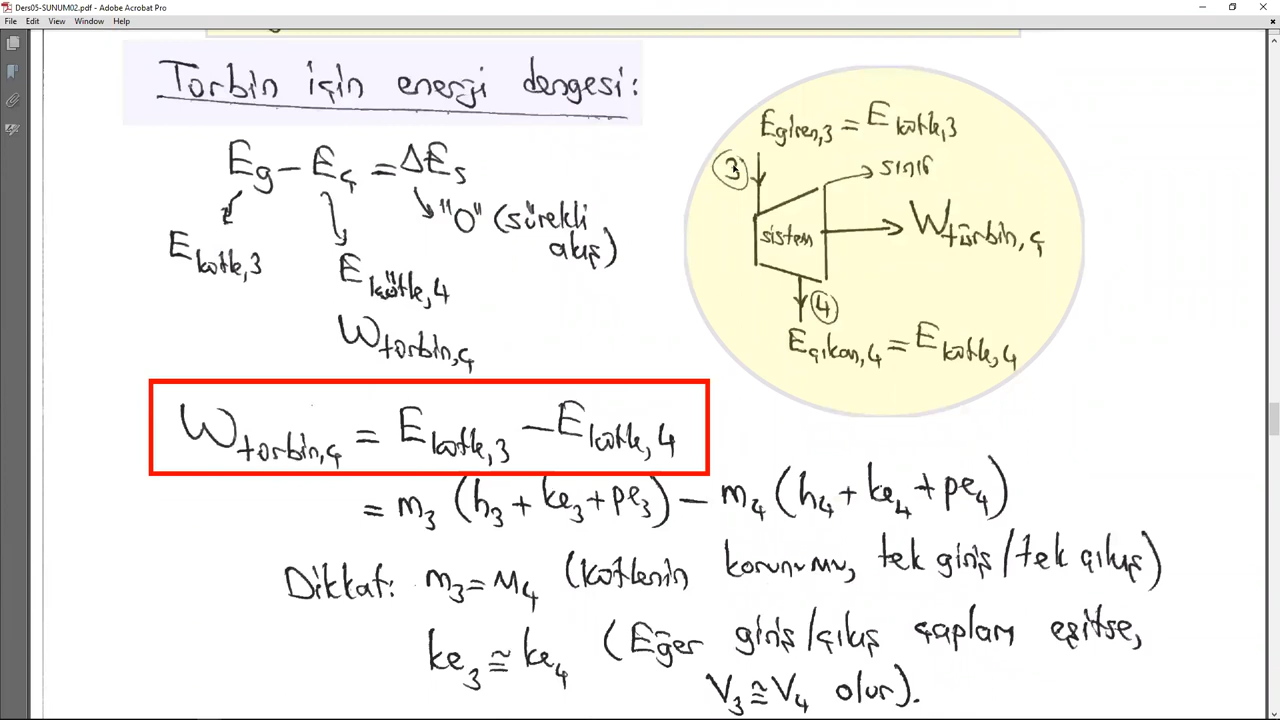 Ders05-SUNUM02.pdf - Adobe Acrobat Pro
File Edit View Window Help
Türbin için enerji dengesi:
Eg - Eç = ΔEs
"0" (sürekli akış)
Ekütle,3
Ekütle,4
Wtürbin,ç
Egiren,3 = Ekütle,3
3
sınır
sistem
Wtürbin,ç
4
Eçıkan,4 = Ekütle,4
Wtürbin,ç = Ekütle,3 - Ekütle,4
= m3 (h3 + ke3 + pe3) - m4 (h4 + ke4 + pe4)
Dikkat: m3 = m4 (kütlenin korunumu, tek giriş/tek çıkış)
ke3 ≅ ke4 (Eğer giriş/çıkış çapları eşitse,
V3 ≅ V4 olur).